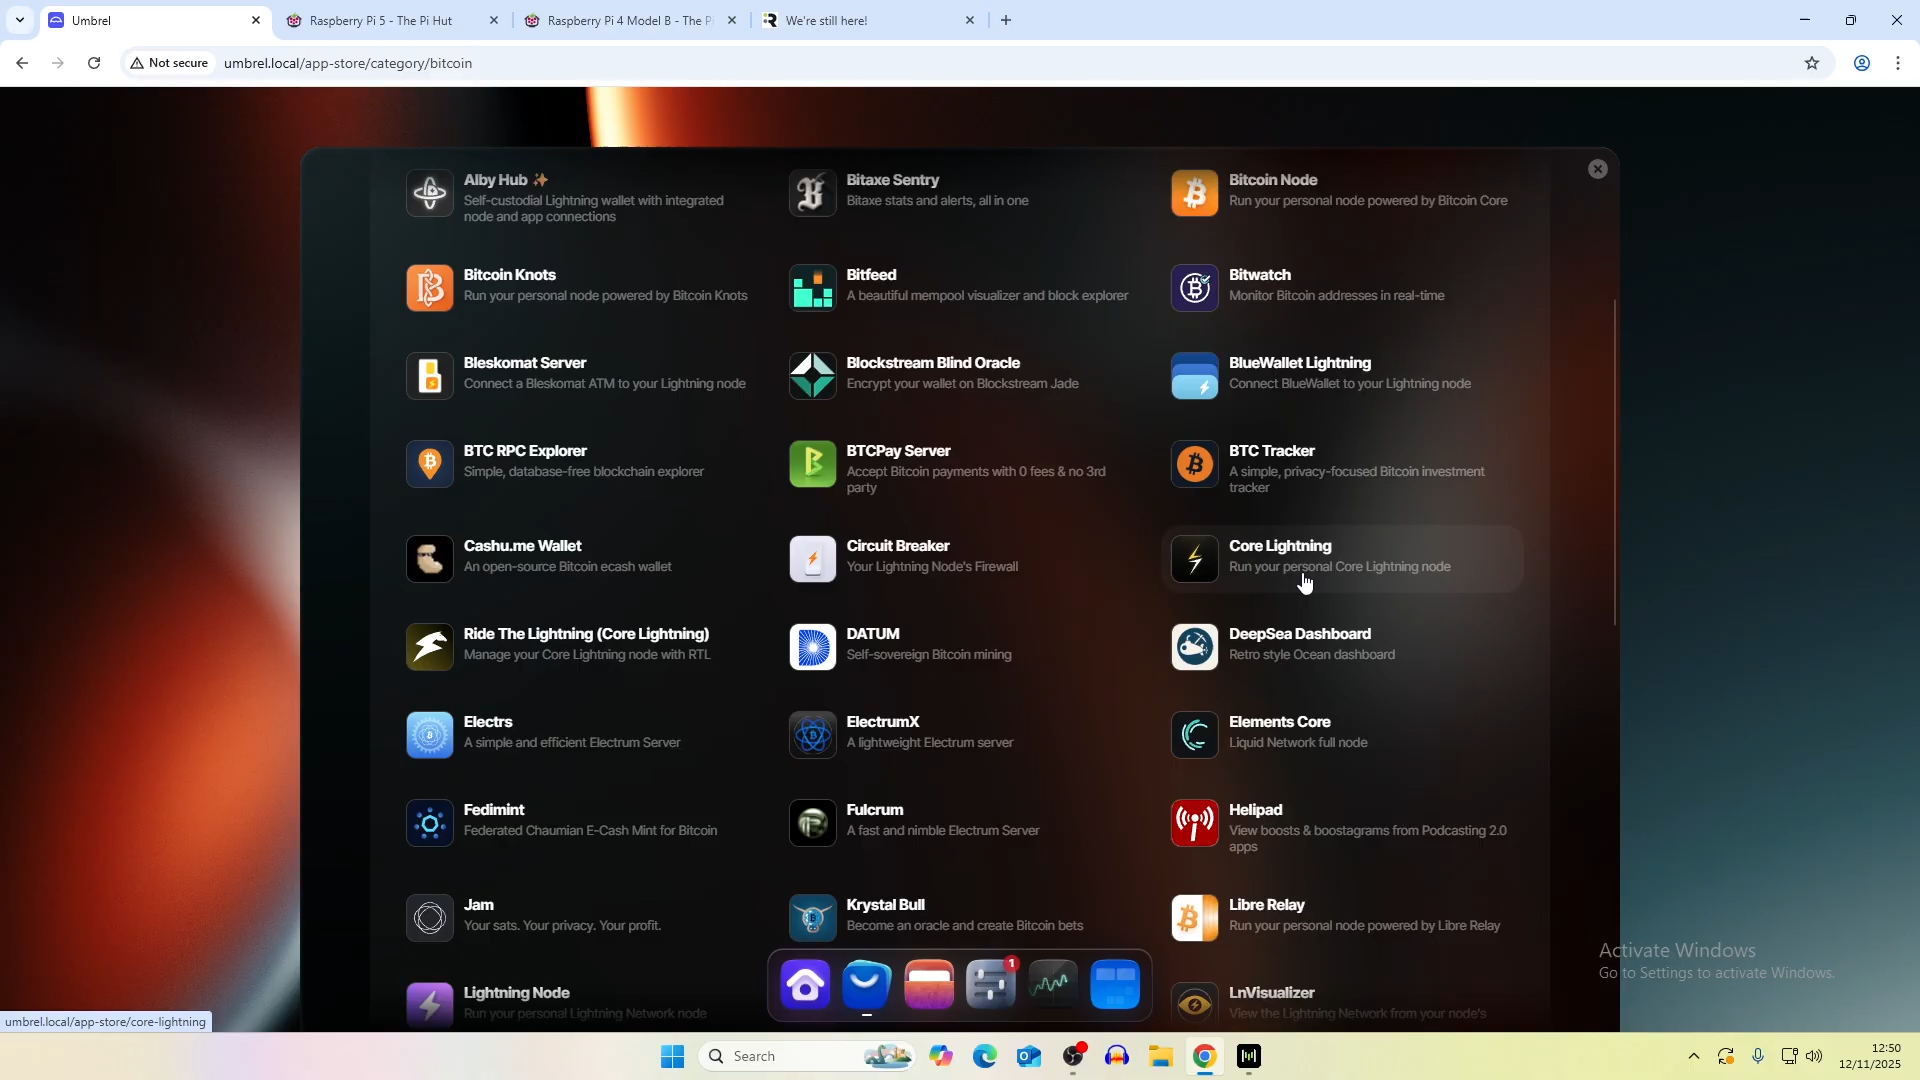 Umbrel
Raspberry Pi 5 - The Pi Hut
Raspberry Pi 4 Model B - The P
We're still here!
Not secure
umbrel.local/app-store/category/bitcoin
Alby Hub ✨
Self-custodial Lightning wallet with integrated
node and app connections
Bitaxe Sentry
Bitaxe stats and alerts, all in one
Bitcoin Node
Run your personal node powered by Bitcoin Core
Bitcoin Knots
Run your personal node powered by Bitcoin Knots
Bitfeed
A beautiful mempool visualizer and block explorer
Bitwatch
Monitor Bitcoin addresses in real-time
Bleskomat Server
Connect a Bleskomat ATM to your Lightning node
Blockstream Blind Oracle
Encrypt your wallet on Blockstream Jade
BlueWallet Lightning
Connect BlueWallet to your Lightning node
BTC RPC Explorer
Simple, database-free blockchain explorer
BTCPay Server
Accept Bitcoin payments with 0 fees & no 3rd
party
BTC Tracker
A simple, privacy-focused Bitcoin investment
tracker
Cashu.me Wallet
An open-source Bitcoin ecash wallet
Circuit Breaker
Your Lightning Node's Firewall
Core Lightning
Run your personal Core Lightning node
Ride The Lightning (Core Lightning)
Manage your Core Lightning node with RTL
DATUM
Self-sovereign Bitcoin mining
DeepSea Dashboard
Retro style Ocean dashboard
Electrs
A simple and efficient Electrum Server
ElectrumX
A lightweight Electrum server
Elements Core
Liquid Network full node
Fedimint
Federated Chaumian E-Cash Mint for Bitcoin
Fulcrum
A fast and nimble Electrum Server
Helipad
View boosts & boostagrams from Podcasting 2.0
apps
Jam
Your sats. Your privacy. Your profit.
Krystal Bull
Become an oracle and create Bitcoin bets
Libre Relay
Run your personal node powered by Libre Relay
Lightning Node
Run your personal Lightning Network node
LnVisualizer
View the Lightning Network from your node's
1
Activate Windows
Go to Settings to activate Windows.
umbrel.local/app-store/core-lightning
Search
12:50
12/11/2025